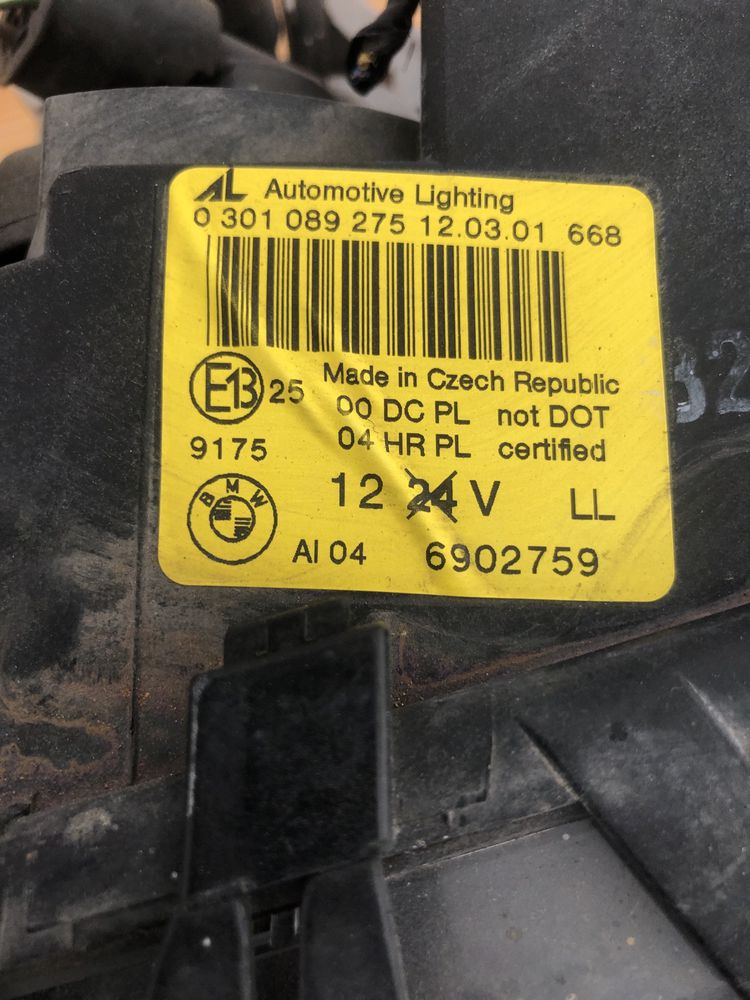 AL Automotive Lighting
0 301 089 275 12.03.01 668
E13 25 Made in Czech Republic
00 DC PL not DOT
9175 04 HR PL certified
12 24 V LL
BMW
AI 04 6902759